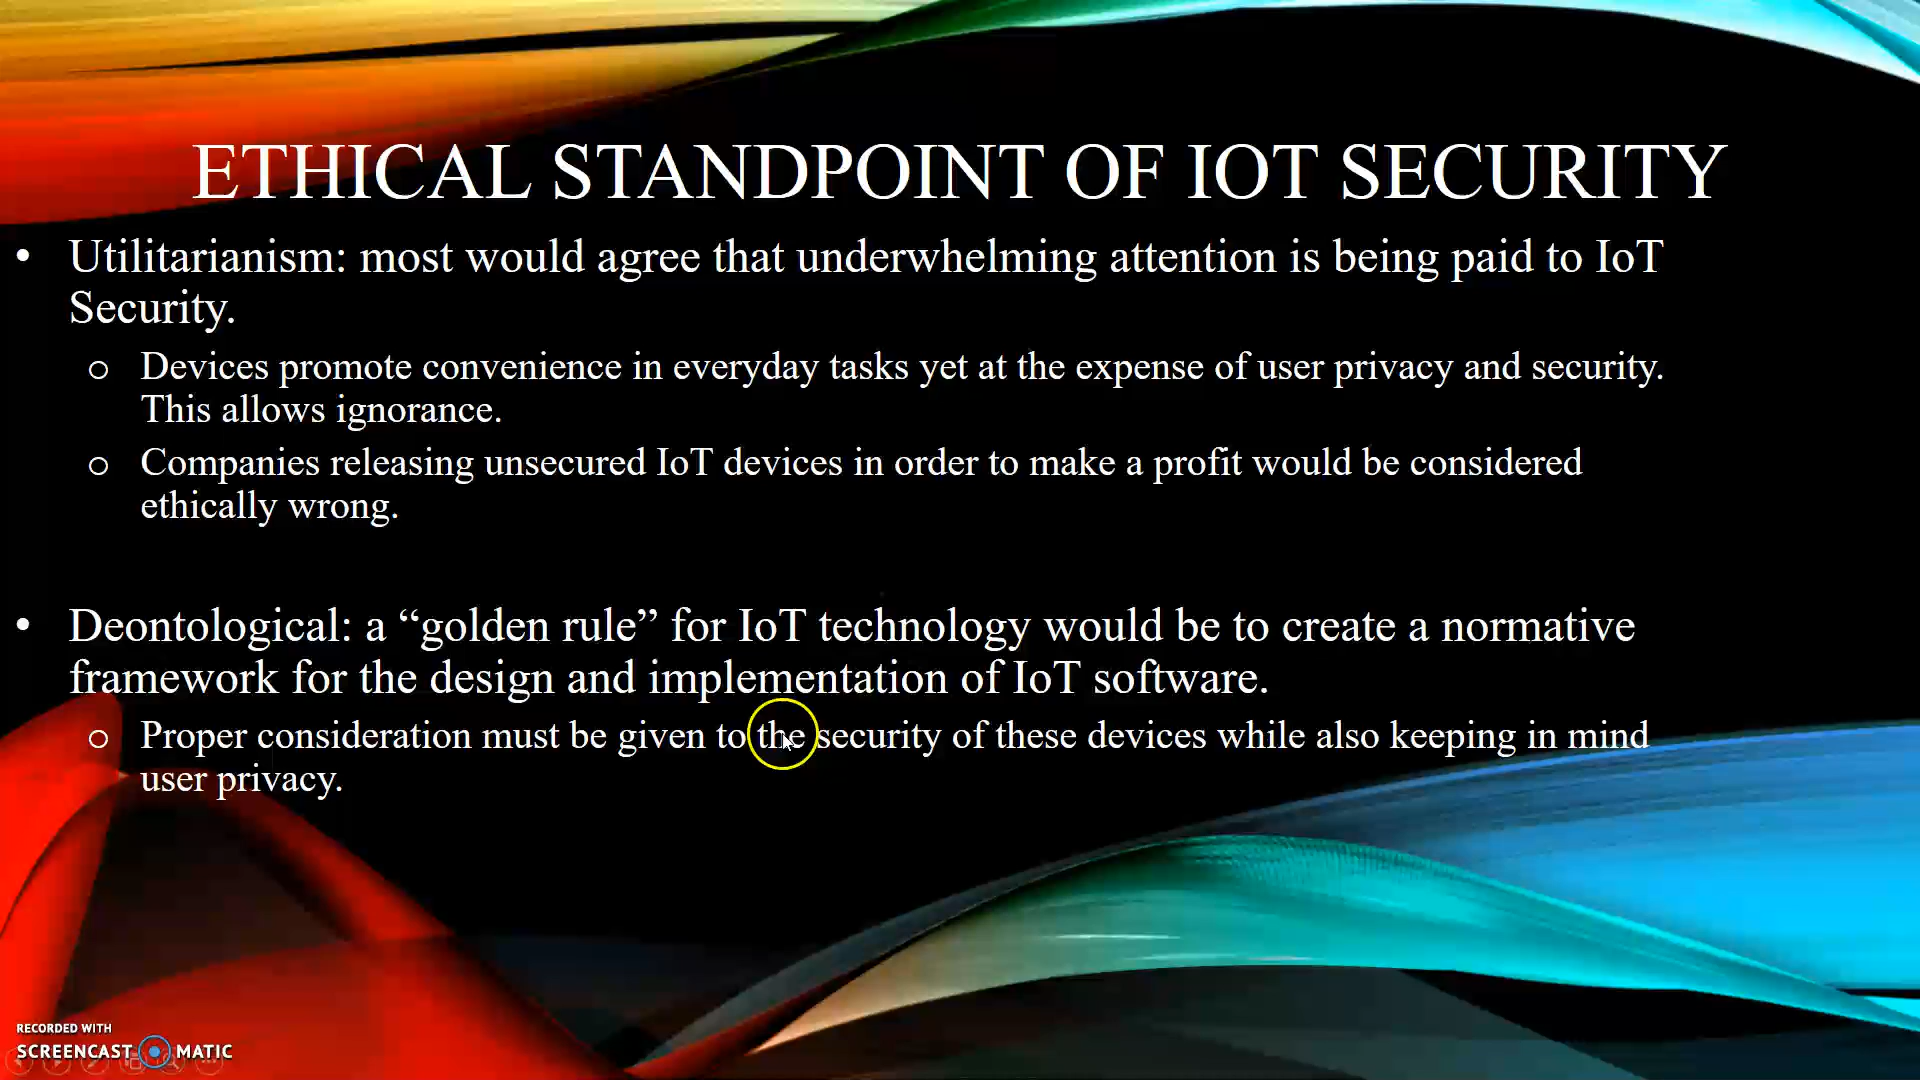 ETHICAL STANDPOINT OF IOT SECURITY
• Utilitarianism: most would agree that underwhelming attention is being paid to IoT
Security.
o Devices promote convenience in everyday tasks yet at the expense of user privacy and security.
This allows ignorance.
o Companies releasing unsecured IoT devices in order to make a profit would be considered
ethically wrong.
• Deontological: a “golden rule” for IoT technology would be to create a normative
framework for the design and implementation of IoT software.
o Proper consideration must be given to the security of these devices while also keeping in mind
user privacy.
RECORDED WITH
SCREENCAST MATIC